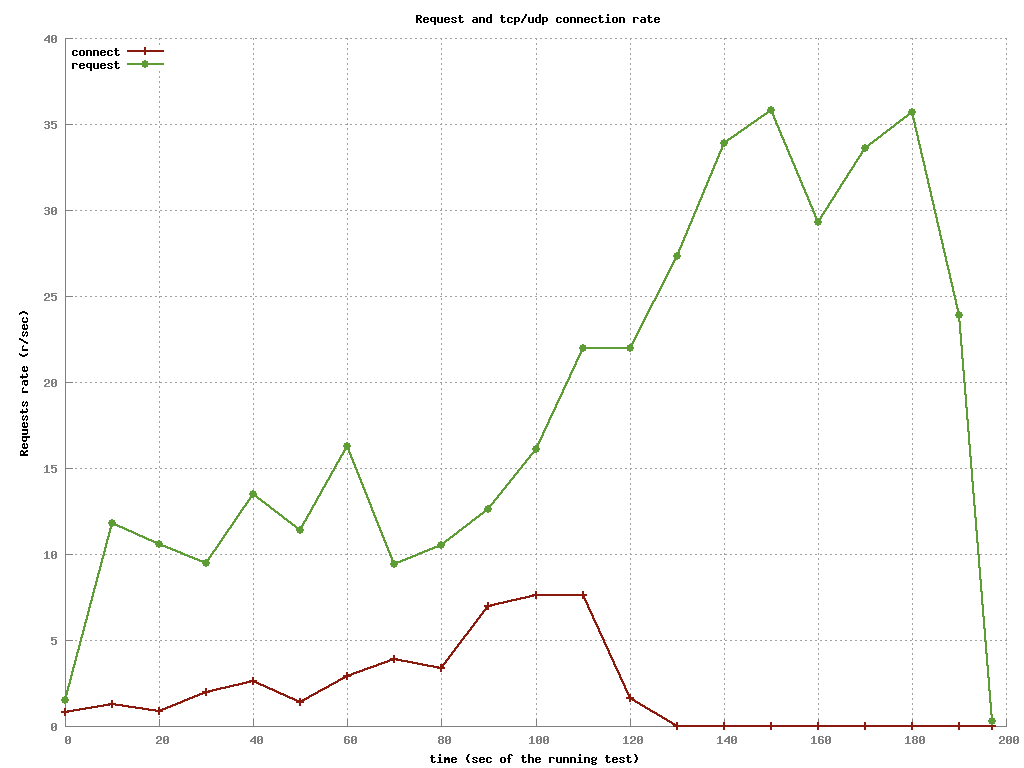 Request and tcp/udp connection rate
40
connect
request
35
30
25
20
15
10
5
0
Requests rate (r/sec)
0 20 40 60 80 100 120 140 160 180 200
time (sec of the running test)